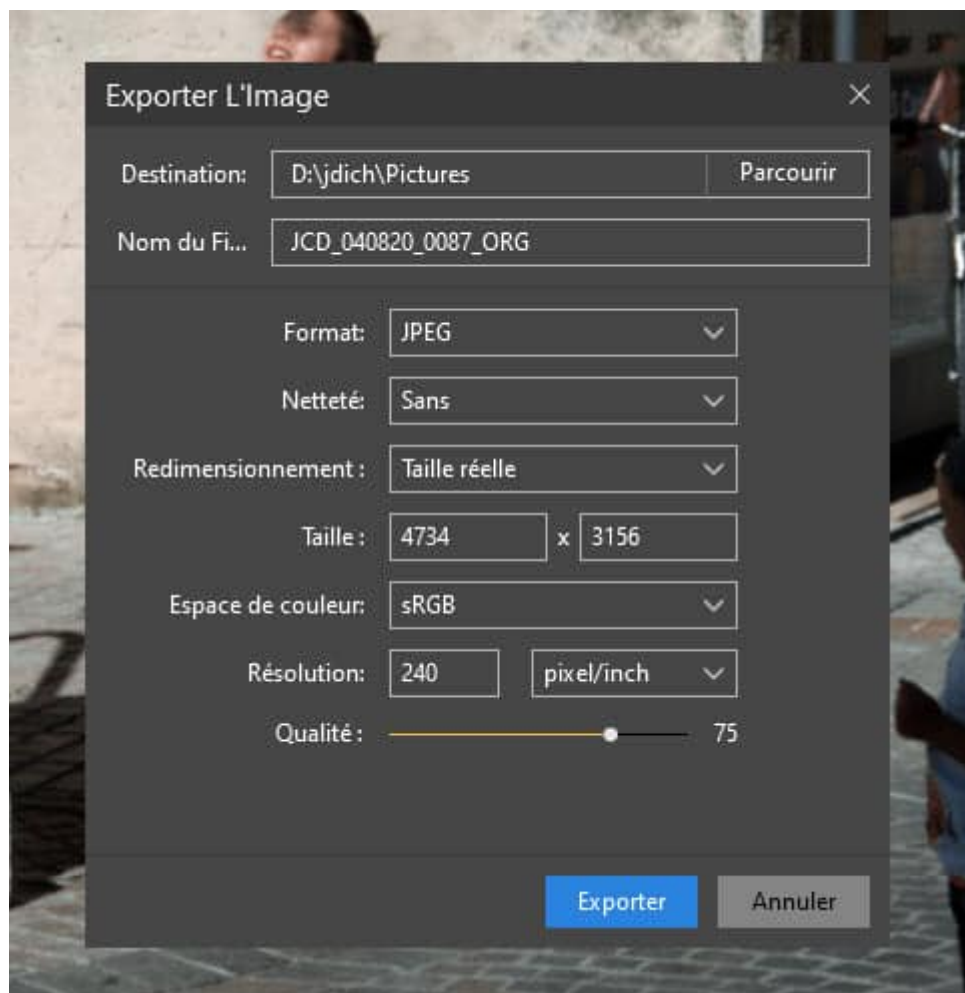 Exporter L'Image
Destination: D:\jdich\Pictures Parcourir
Nom du Fi... JCD_040820_0087_ORG
Format: JPEG
Netteté: Sans
Redimensionnement : Taille réelle
Taille : 4734 x 3156
Espace de couleur: sRGB
Résolution: 240 pixel/inch
Qualité : 75
Exporter Annuler